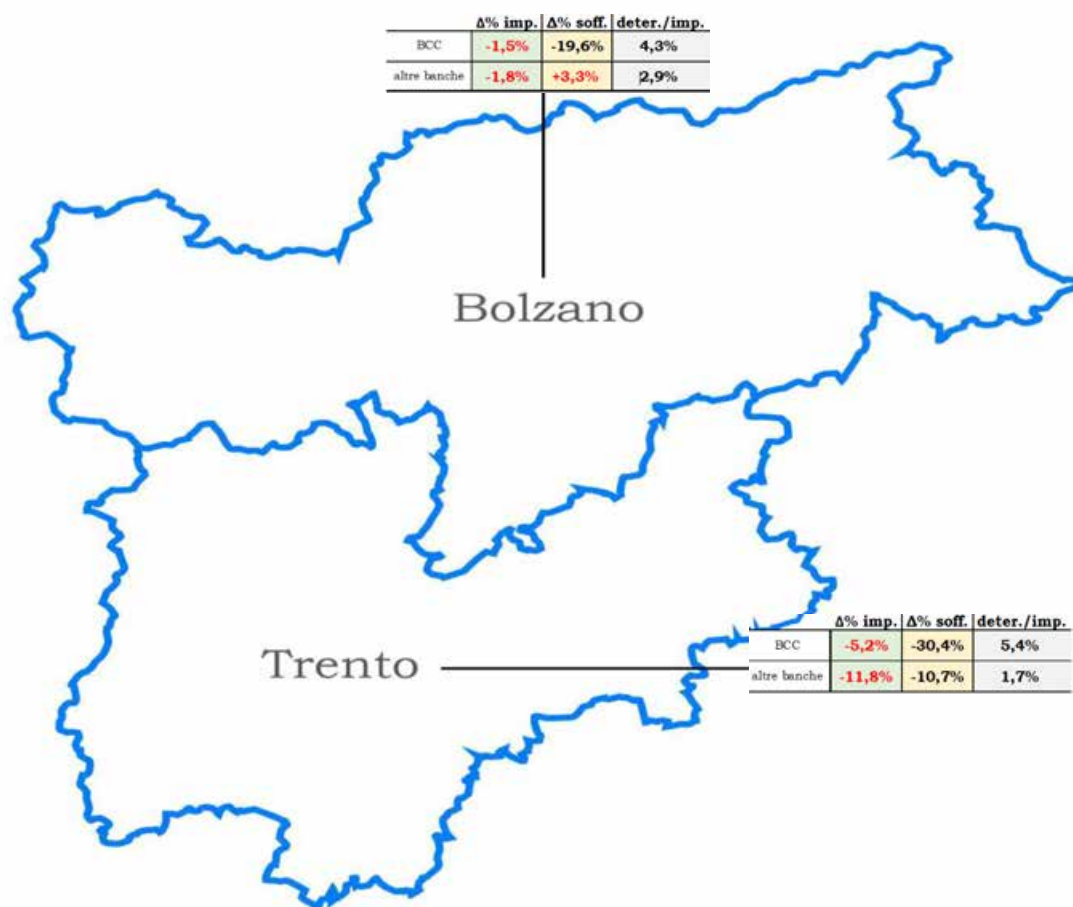 Δ% imp. Δ% soff. deter./imp.
BCC -1,5% -19,6% 4,3%
altre banche -1,8% +3,3% 2,9%
Bolzano
Δ% imp. Δ% soff. deter./imp.
BCC -5,2% -30,4% 5,4%
altre banche -11,8% -10,7% 1,7%
Trento